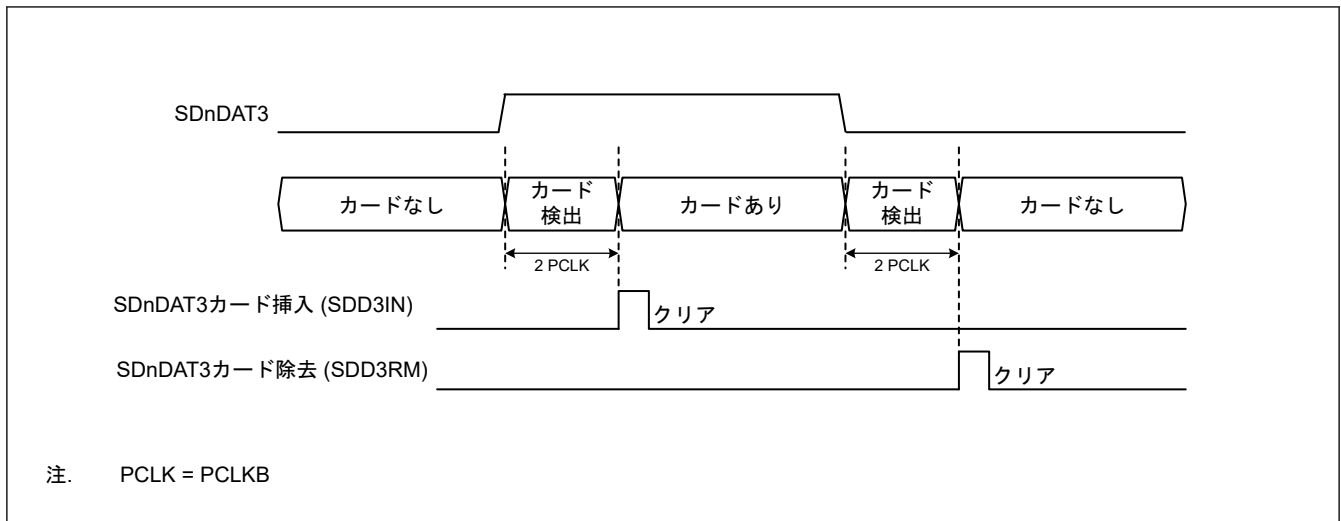 SDnDAT3
カードなし
カード
検出
カードあり
カード
検出
カードなし
2 PCLK
2 PCLK
SDnDAT3カード挿入 (SDD3IN)
クリア
SDnDAT3カード除去 (SDD3RM)
クリア
注. PCLK = PCLKB